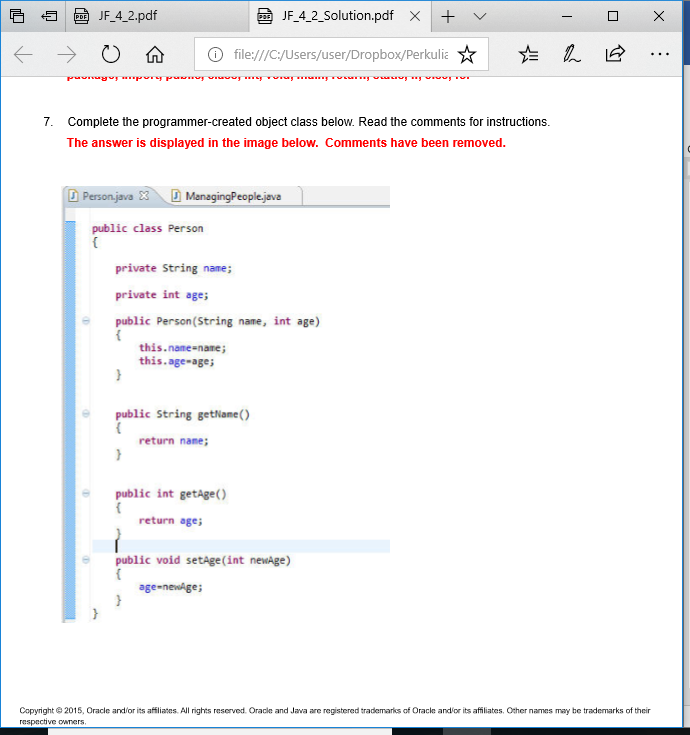 JF_4_2.pdf
JF_4_2_Solution.pdf
file:///C:/Users/user/Dropbox/Perkulia
7. Complete the programmer-created object class below. Read the comments for instructions.
The answer is displayed in the image below. Comments have been removed.
Person.java
ManagingPeople.java
public class Person
{
private String name;
private int age;
public Person(String name, int age)
{
this.name=name;
this.age=age;
}
public String getName()
{
return name;
}
public int getAge()
{
return age;
}
public void setAge(int newAge)
{
age=newAge;
}
}
Copyright © 2015, Oracle and/or its affiliates. All rights reserved. Oracle and Java are registered trademarks of Oracle and/or its affiliates. Other names may be trademarks of their
respective owners.